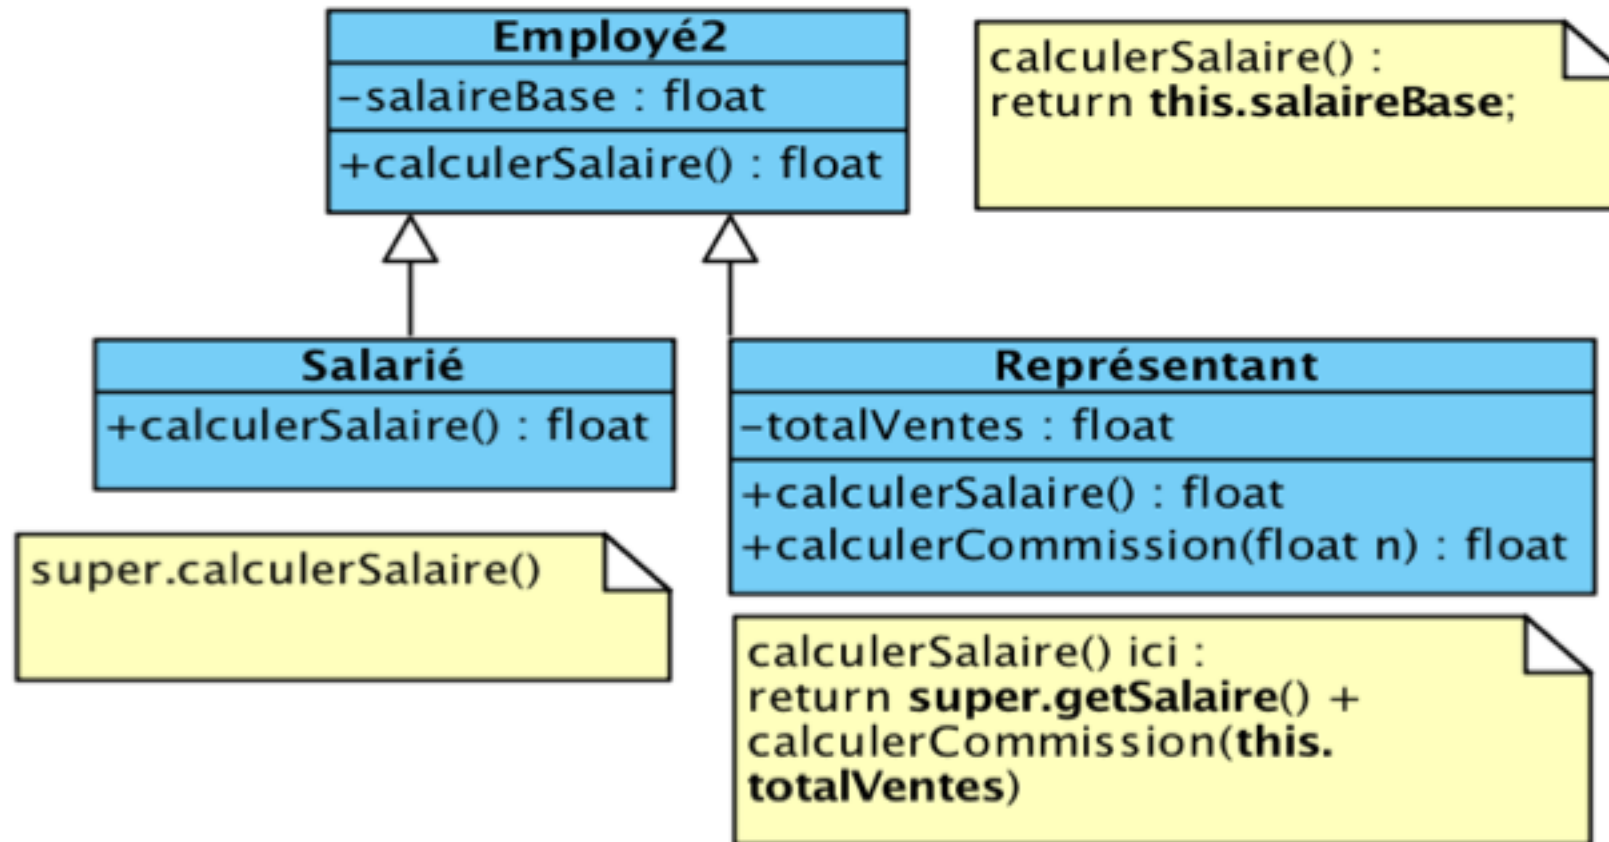 Employé2
-salaireBase : float
+calculerSalaire() : float
calculerSalaire() :
return this.salaireBase;
Salarié
+calculerSalaire() : float
super.calculerSalaire()
Représentant
-totalVentes : float
+calculerSalaire() : float
+calculerCommission(float n) : float
calculerSalaire() ici :
return super.getSalaire() +
calculerCommission(this.
totalVentes)